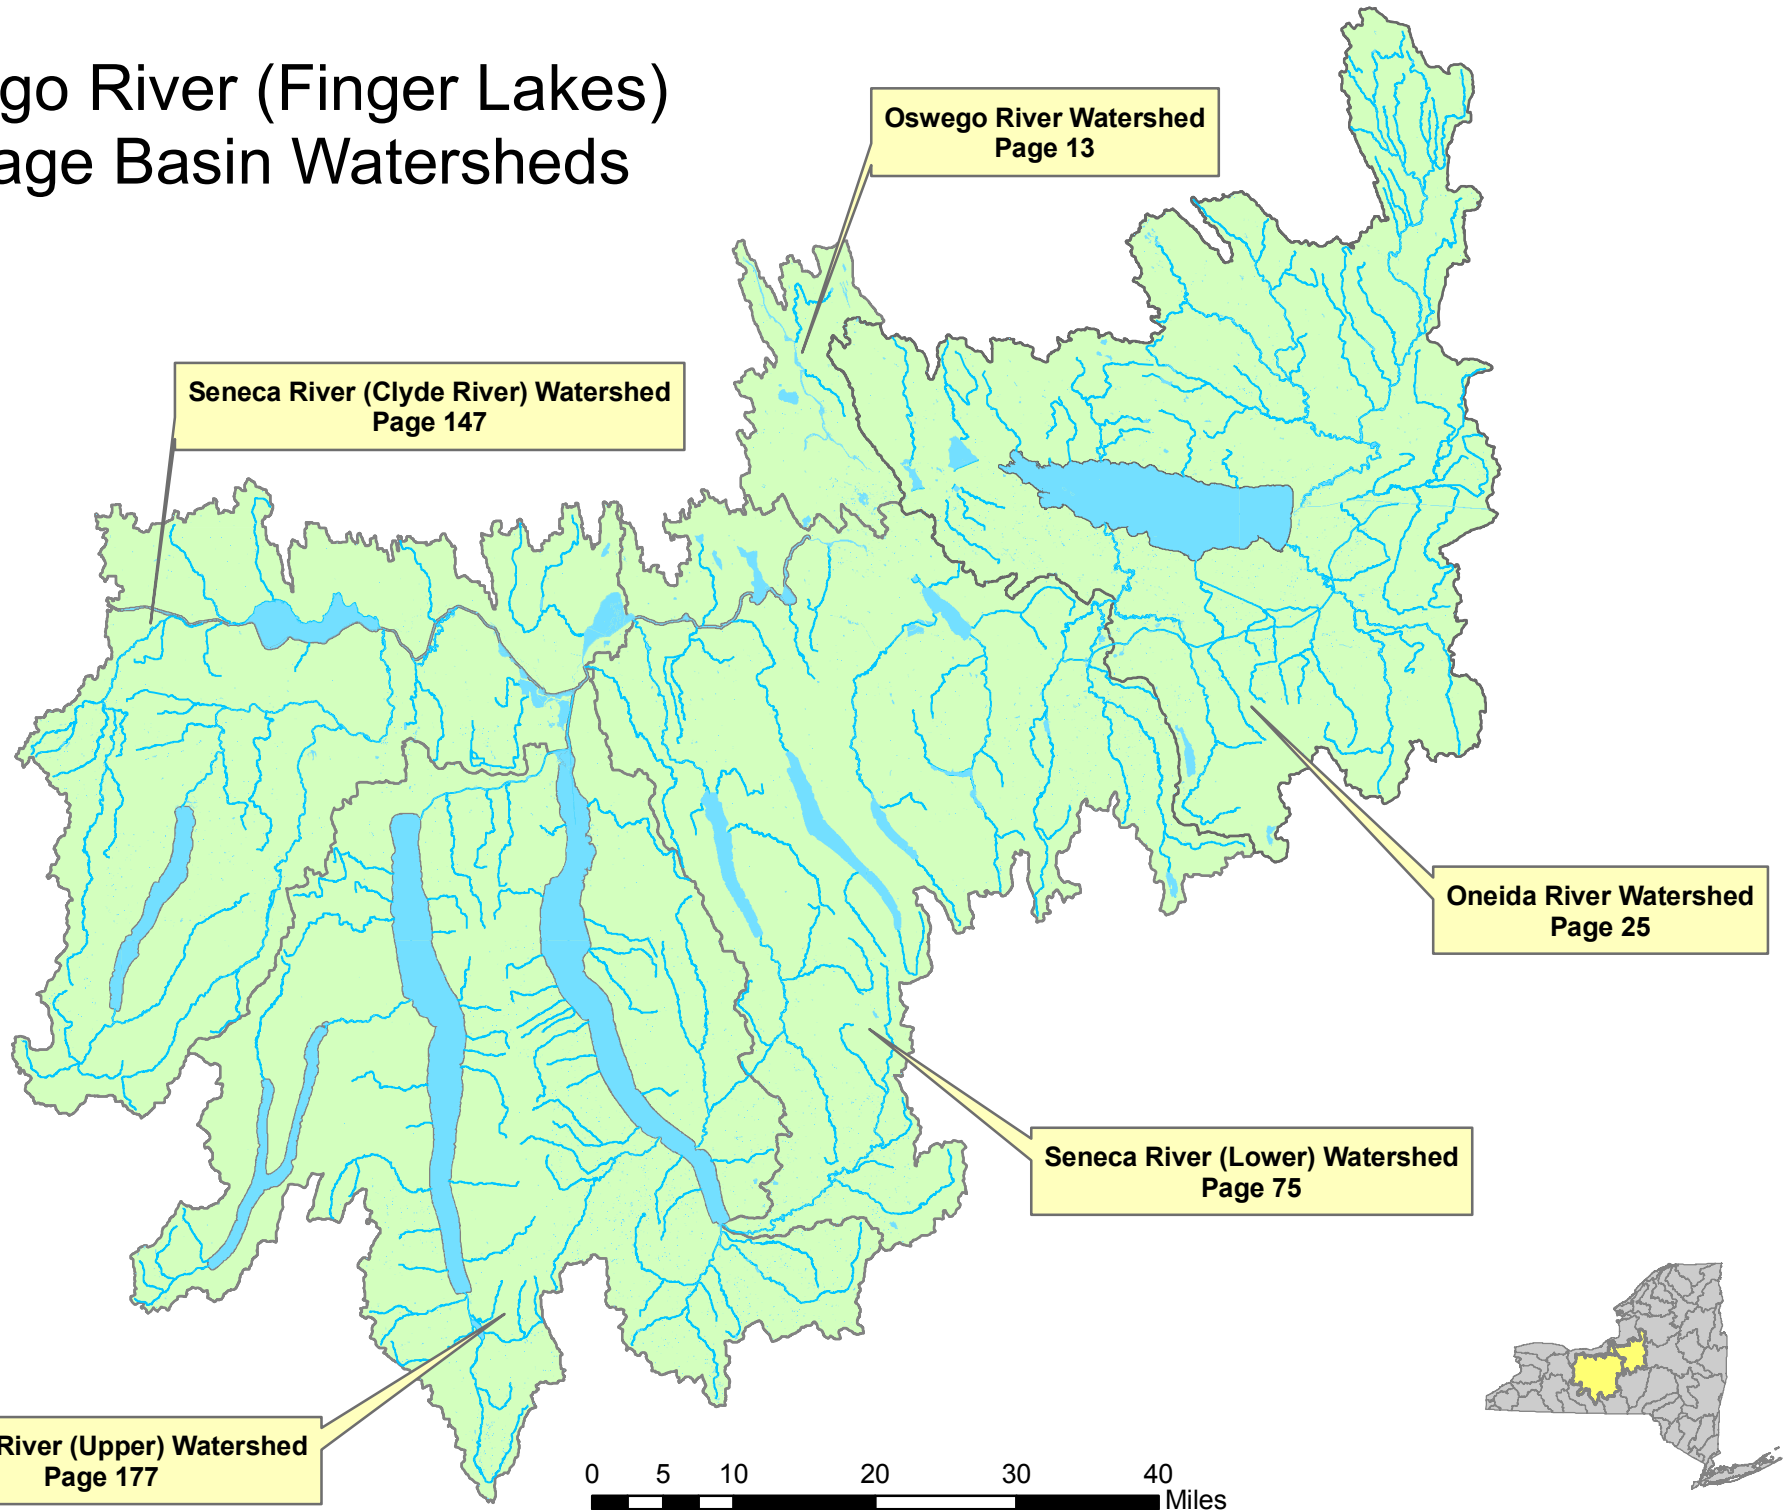 go River (Finger Lakes)
age Basin Watersheds
Oswego River Watershed
Page 13
Seneca River (Clyde River) Watershed
Page 147
Oneida River Watershed
Page 25
Seneca River (Lower) Watershed
Page 75
River (Upper) Watershed
Page 177
0 5 10 20 30 40
Miles